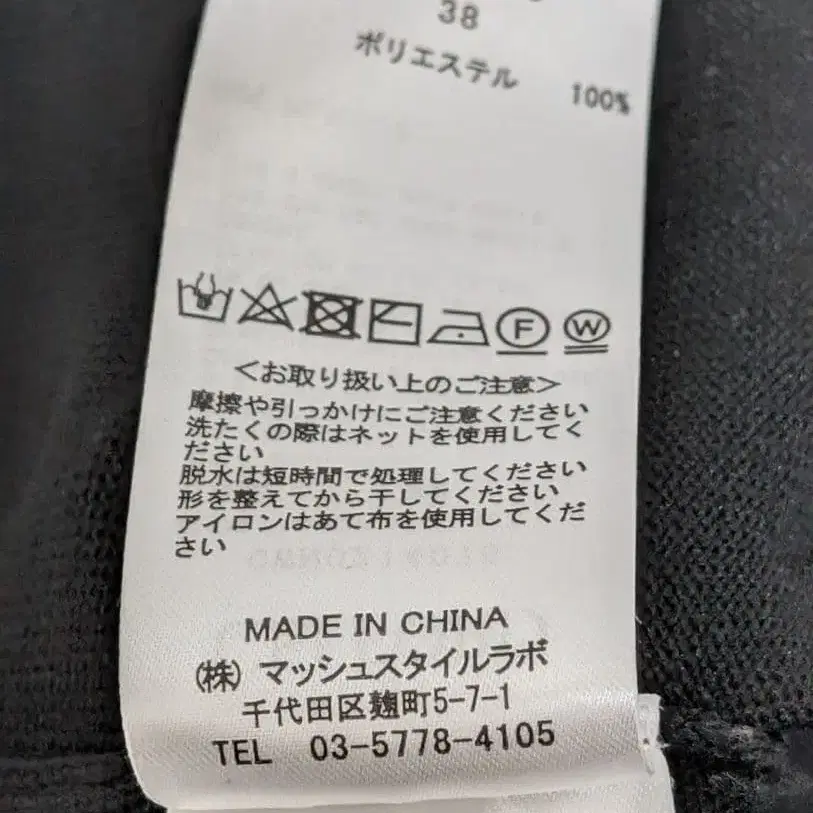 38
ポリエステル 100%
F W
<お取り扱い上のご注意>
摩擦や引っかけにご注意ください
洗たくの際はネットを使用してく
ださい
脱水は短時間で処理してください
形を整えてから干してください
アイロンはあて布を使用してくだ
さい
MADE IN CHINA
(株) マッシュスタイルラボ
千代田区麹町5-7-1
TEL 03-5778-4105